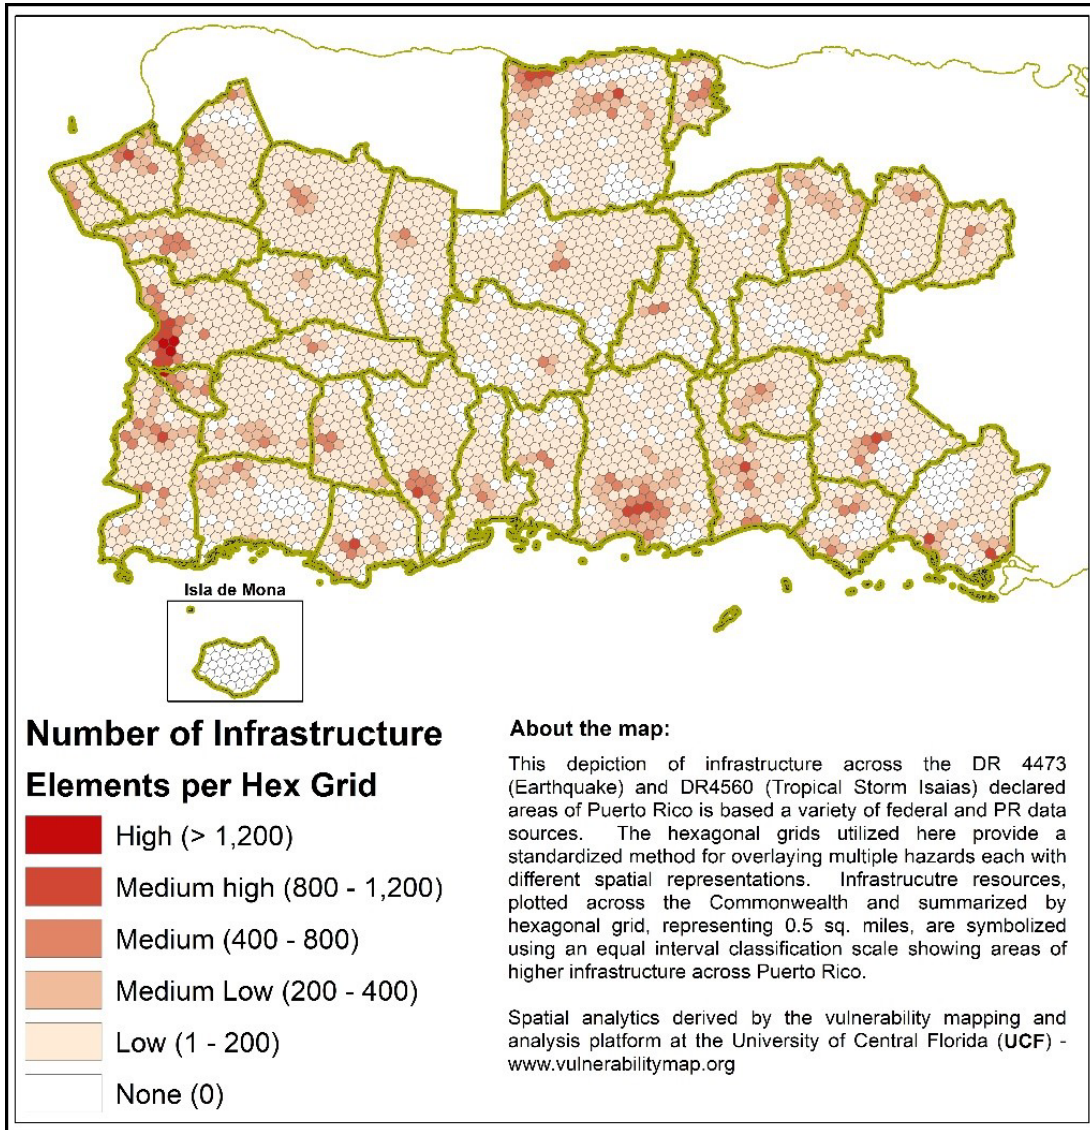 Isla de Mona
Number of Infrastructure
Elements per Hex Grid
High (> 1,200)
Medium high (800 - 1,200)
Medium (400 - 800)
Medium Low (200 - 400)
Low (1 - 200)
None (0)
About the map:
This depiction of infrastructure across the DR 4473
(Earthquake) and DR4560 (Tropical Storm Isaias) declared
areas of Puerto Rico is based a variety of federal and PR data
sources. The hexagonal grids utilized here provide a
standardized method for overlaying multiple hazards each with
different spatial representations. Infrastrucutre resources,
plotted across the Commonwealth and summarized by
hexagonal grid, representing 0.5 sq. miles, are symbolized
using an equal interval classification scale showing areas of
higher infrastructure across Puerto Rico.
Spatial analytics derived by the vulnerability mapping and
analysis platform at the University of Central Florida (UCF) -
www.vulnerabilitymap.org